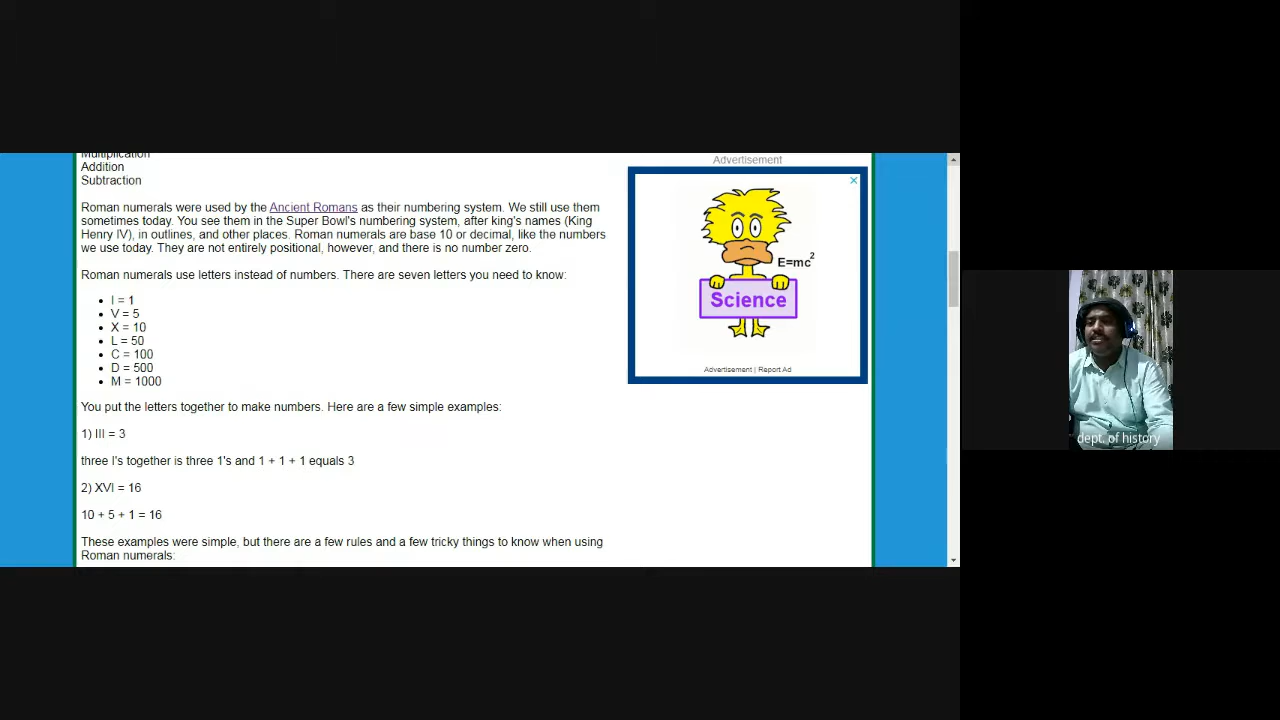 Multiplication
Addition
Subtraction
Roman numerals were used by the Ancient Romans as their numbering system. We still use them
sometimes today. You see them in the Super Bowl's numbering system, after king's names (King
Henry IV), in outlines, and other places. Roman numerals are base 10 or decimal, like the numbers
we use today. They are not entirely positional, however, and there is no number zero.
Roman numerals use letters instead of numbers. There are seven letters you need to know:
• I = 1
• V = 5
• X = 10
• L = 50
• C = 100
• D = 500
• M = 1000
You put the letters together to make numbers. Here are a few simple examples:
1) III = 3
three I's together is three 1's and 1 + 1 + 1 equals 3
2) XVI = 16
10 + 5 + 1 = 16
These examples were simple, but there are a few rules and a few tricky things to know when using
Roman numerals:
Advertisement
E=mc²
Science
Advertisement | Report Ad
dept. of history